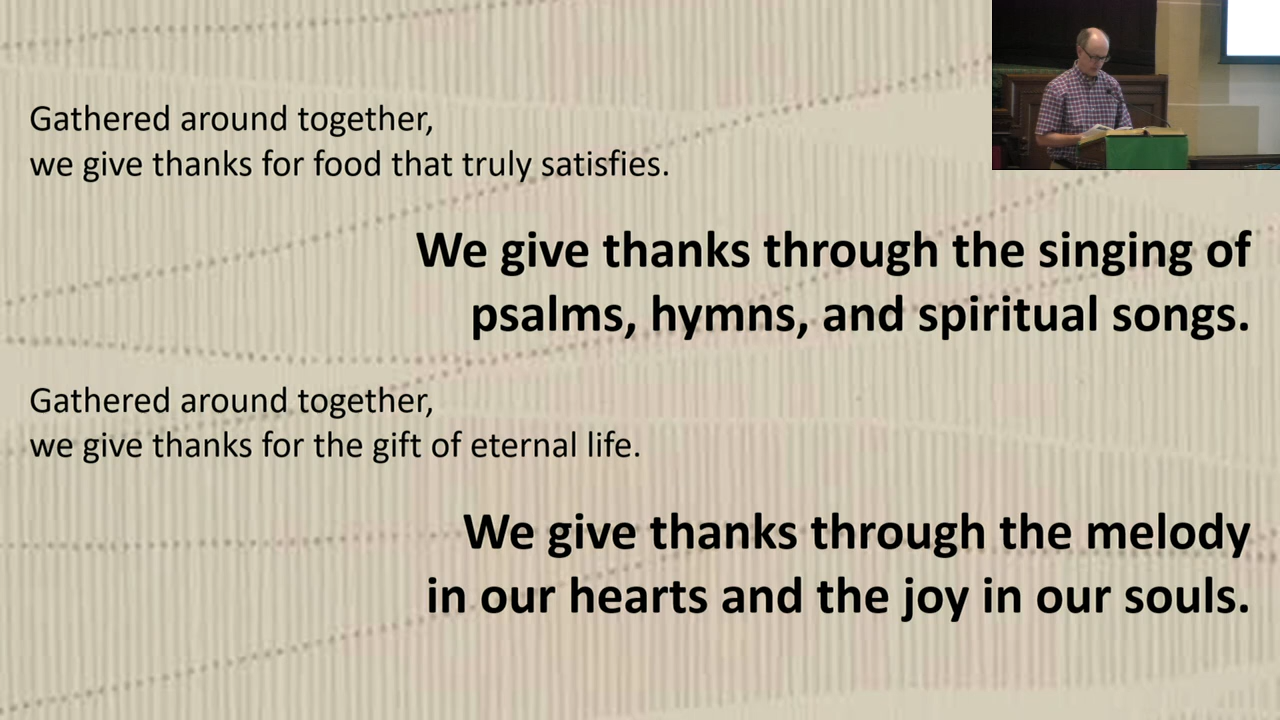 Gathered around together,
we give thanks for food that truly satisfies.
We give thanks through the singing of
psalms, hymns, and spiritual songs.
Gathered around together,
we give thanks for the gift of eternal life.
We give thanks through the melody
in our hearts and the joy in our souls.